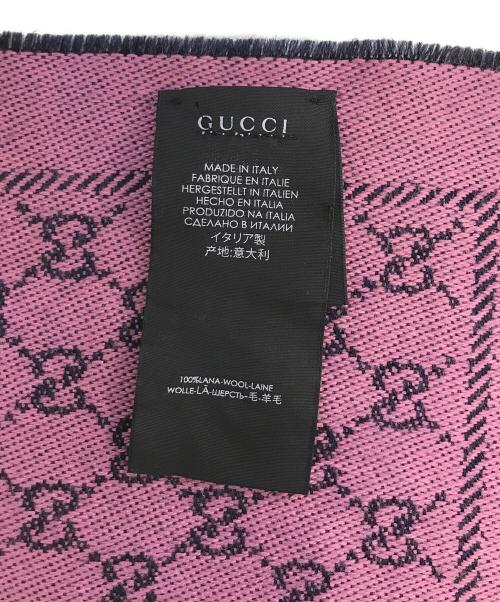 GUCCI
MADE IN ITALY
FABRIQUE EN ITALIE
HERGESTELLT IN ITALIEN
HECHO EN ITALIA
PRODUZIDO NA ITALIA
СДЕЛАНО В ИТАЛИИ
イタリア製
产地:意大利
100%LANA-WOOL-LAINE
WOLLE-LÃ-ШЕРСТЬ-毛-羊毛